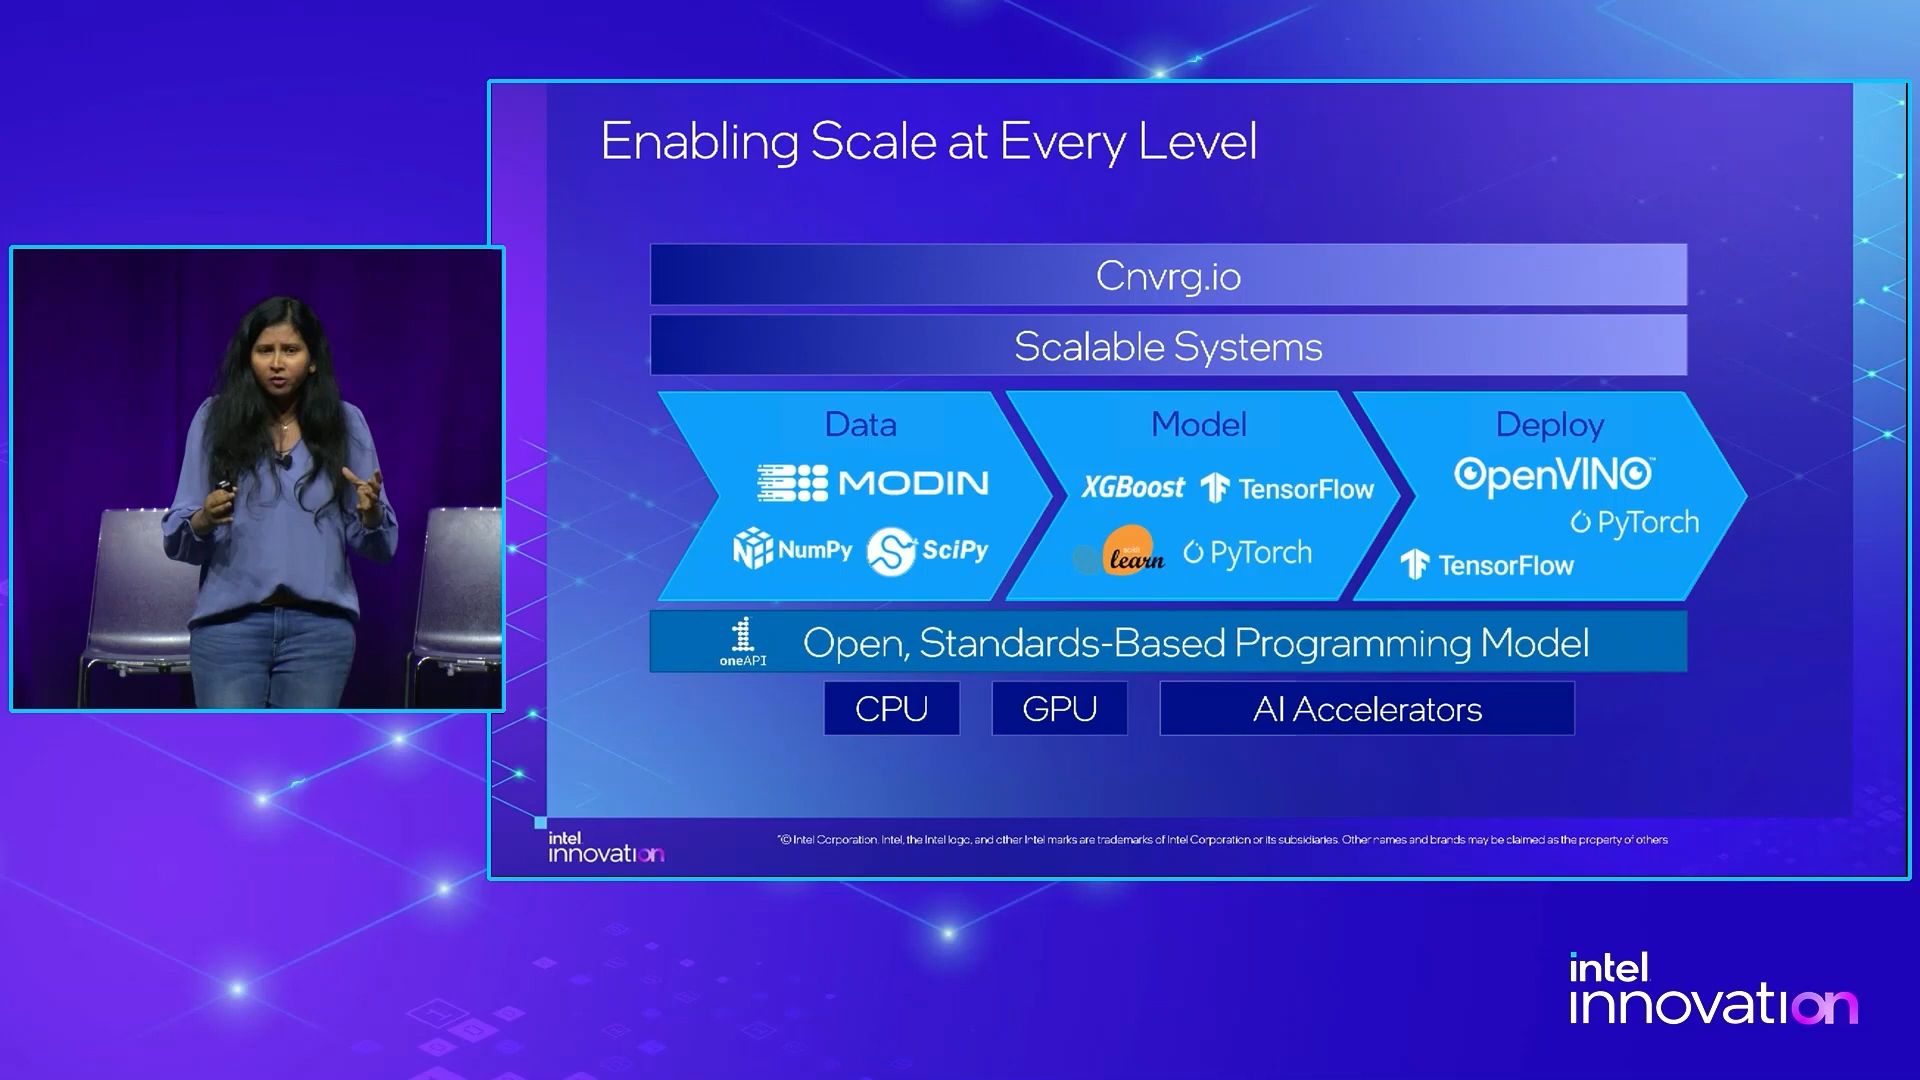 Enabling Scale at Every Level
Cnvrg.io
Scalable Systems
Data
MODIN
NumPy
SciPy
Model
XGBoost
TensorFlow
scikit
learn
PyTorch
Deploy
OpenVINO™
PyTorch
TensorFlow
oneAPI
Open, Standards-Based Programming Model
CPU
GPU
AI Accelerators
intel
innovation
*© Intel Corporation. Intel, the Intel logo, and other Intel marks are trademarks of Intel Corporation or its subsidiaries. Other names and brands may be claimed as the property of others
intel
innovation